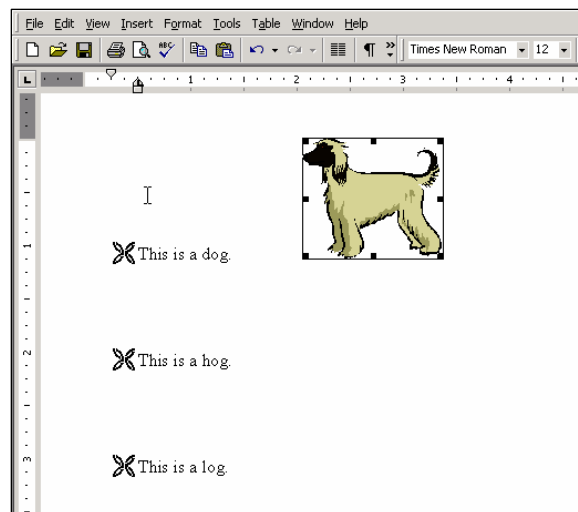 File Edit View Insert Format Tools Table Window Help
ABC ¶ Times New Roman 12
L 1 2 3 4
This is a dog.
1
This is a hog.
2
This is a log.
3